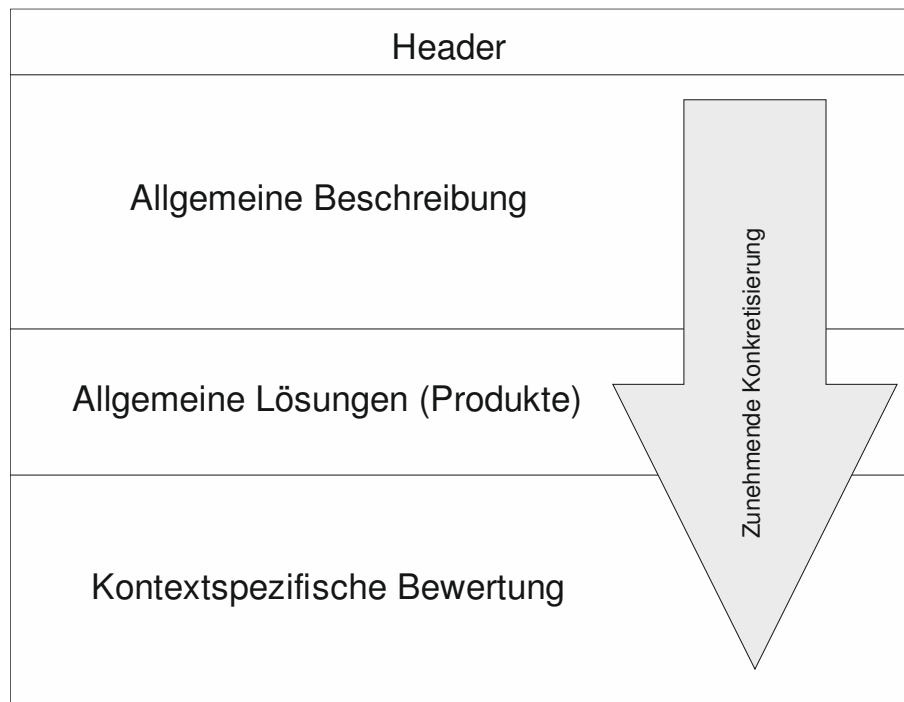 Header
Allgemeine Beschreibung
Allgemeine Lösungen (Produkte)
Kontextspezifische Bewertung
Zunehmende Konkretisierung